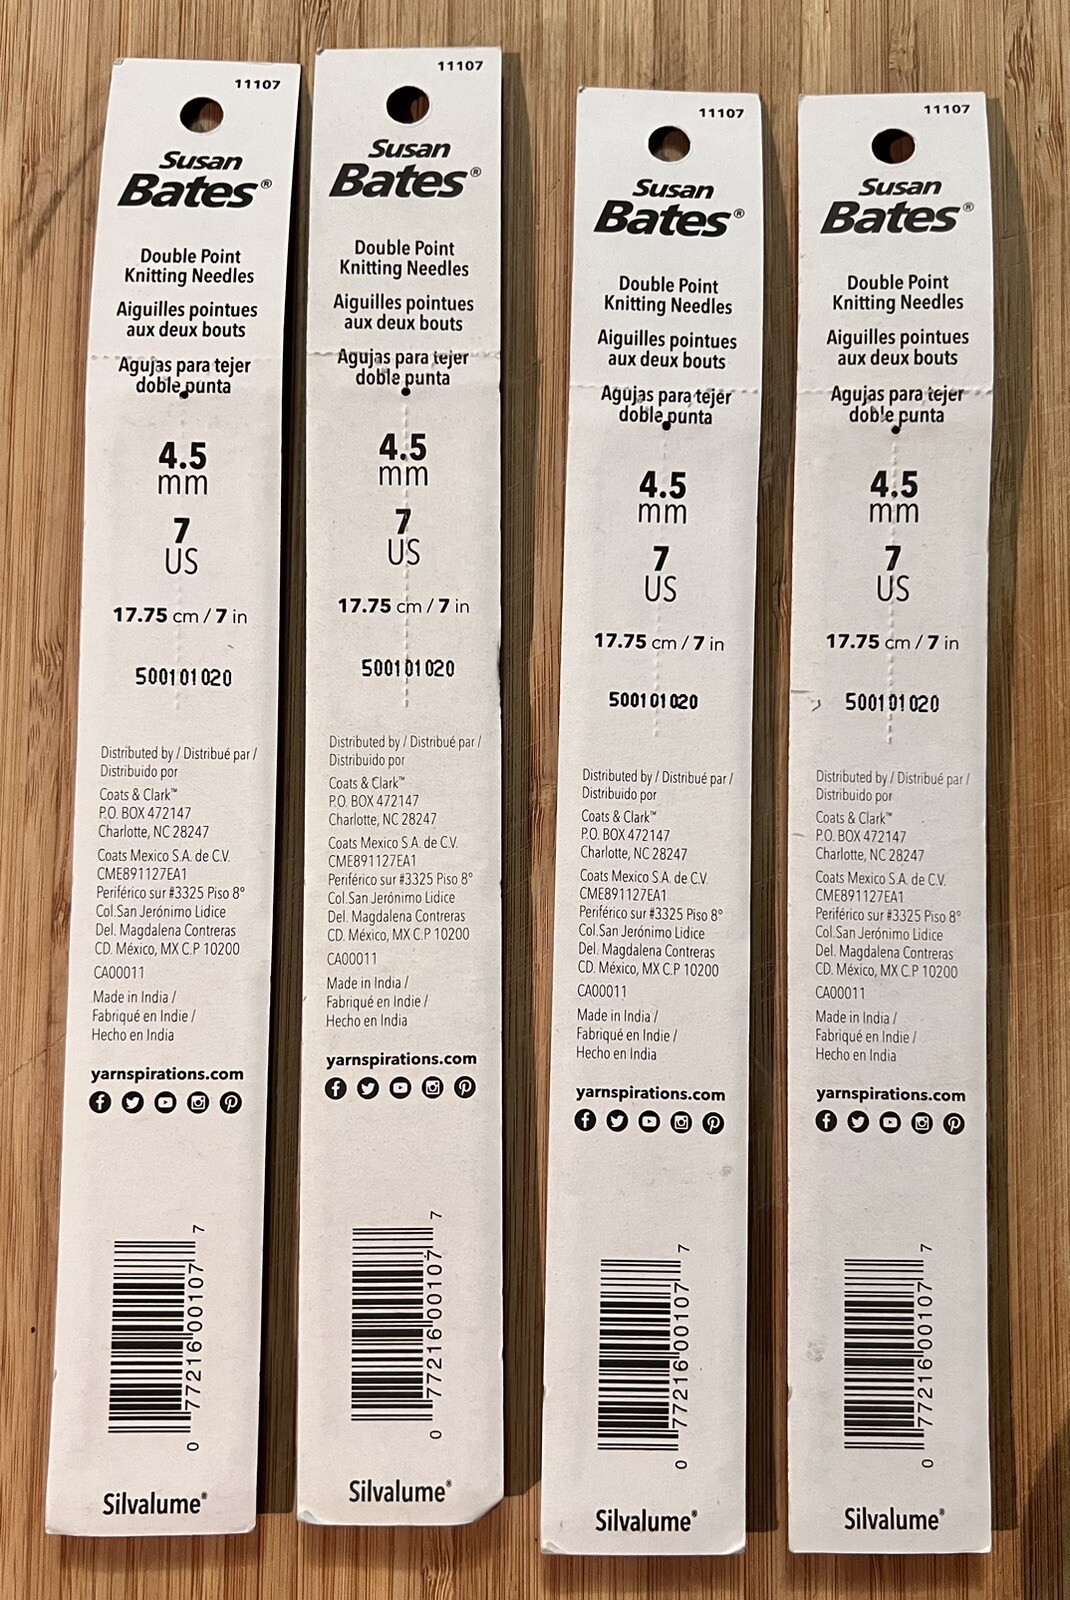 11107
Susan
Bates®
Double Point
Knitting Needles
Aiguilles pointues
aux deux bouts
Agujas para tejer
doble punta
4.5
mm
7
US
17.75 cm / 7 in
500101020
Distributed by / Distribué par /
Distribuido por
Coats & Clark™
P.O. BOX 472147
Charlotte, NC 28247
Coats Mexico S.A. de C.V.
CME891127EA1
Periférico sur #3325 Piso 8°
Col.San Jerónimo Lidice
Del. Magdalena Contreras
CD. México, MX C.P 10200
CA00011
Made in India /
Fabriqué en Indie /
Hecho en India
yarnspirations.com
0 77216 00107 7
Silvalume®
11107
Susan
Bates®
Double Point
Knitting Needles
Aiguilles pointues
aux deux bouts
Agujas para tejer
doble punta
4.5
mm
7
US
17.75 cm / 7 in
500101020
Distributed by / Distribué par /
Distribuido por
Coats & Clark™
P.O. BOX 472147
Charlotte, NC 28247
Coats Mexico S.A. de C.V.
CME891127EA1
Periférico sur #3325 Piso 8°
Col.San Jerónimo Lidice
Del. Magdalena Contreras
CD. México, MX C.P 10200
CA00011
Made in India /
Fabriqué en Indie /
Hecho en India
yarnspirations.com
0 77216 00107 7
Silvalume®
11107
Susan
Bates®
Double Point
Knitting Needles
Aiguilles pointues
aux deux bouts
Agujas para tejer
doble punta
4.5
mm
7
US
17.75 cm / 7 in
500101020
Distributed by / Distribué par /
Distribuido por
Coats & Clark™
P.O. BOX 472147
Charlotte, NC 28247
Coats Mexico S.A. de C.V.
CME891127EA1
Periférico sur #3325 Piso 8°
Col.San Jerónimo Lidice
Del. Magdalena Contreras
CD. México, MX C.P 10200
CA00011
Made in India /
Fabriqué en Indie /
Hecho en India
yarnspirations.com
0 77216 00107 7
Silvalume®
11107
Susan
Bates®
Double Point
Knitting Needles
Aiguilles pointues
aux deux bouts
Agujas para tejer
doble punta
4.5
mm
7
US
17.75 cm / 7 in
500101020
Distributed by / Distribué par /
Distribuido por
Coats & Clark™
P.O. BOX 472147
Charlotte, NC 28247
Coats Mexico S.A. de C.V.
CME891127EA1
Periférico sur #3325 Piso 8°
Col.San Jerónimo Lidice
Del. Magdalena Contreras
CD. México, MX C.P 10200
CA00011
Made in India /
Fabriqué en Indie /
Hecho en India
yarnspirations.com
0 77216 00107 7
Silvalume®